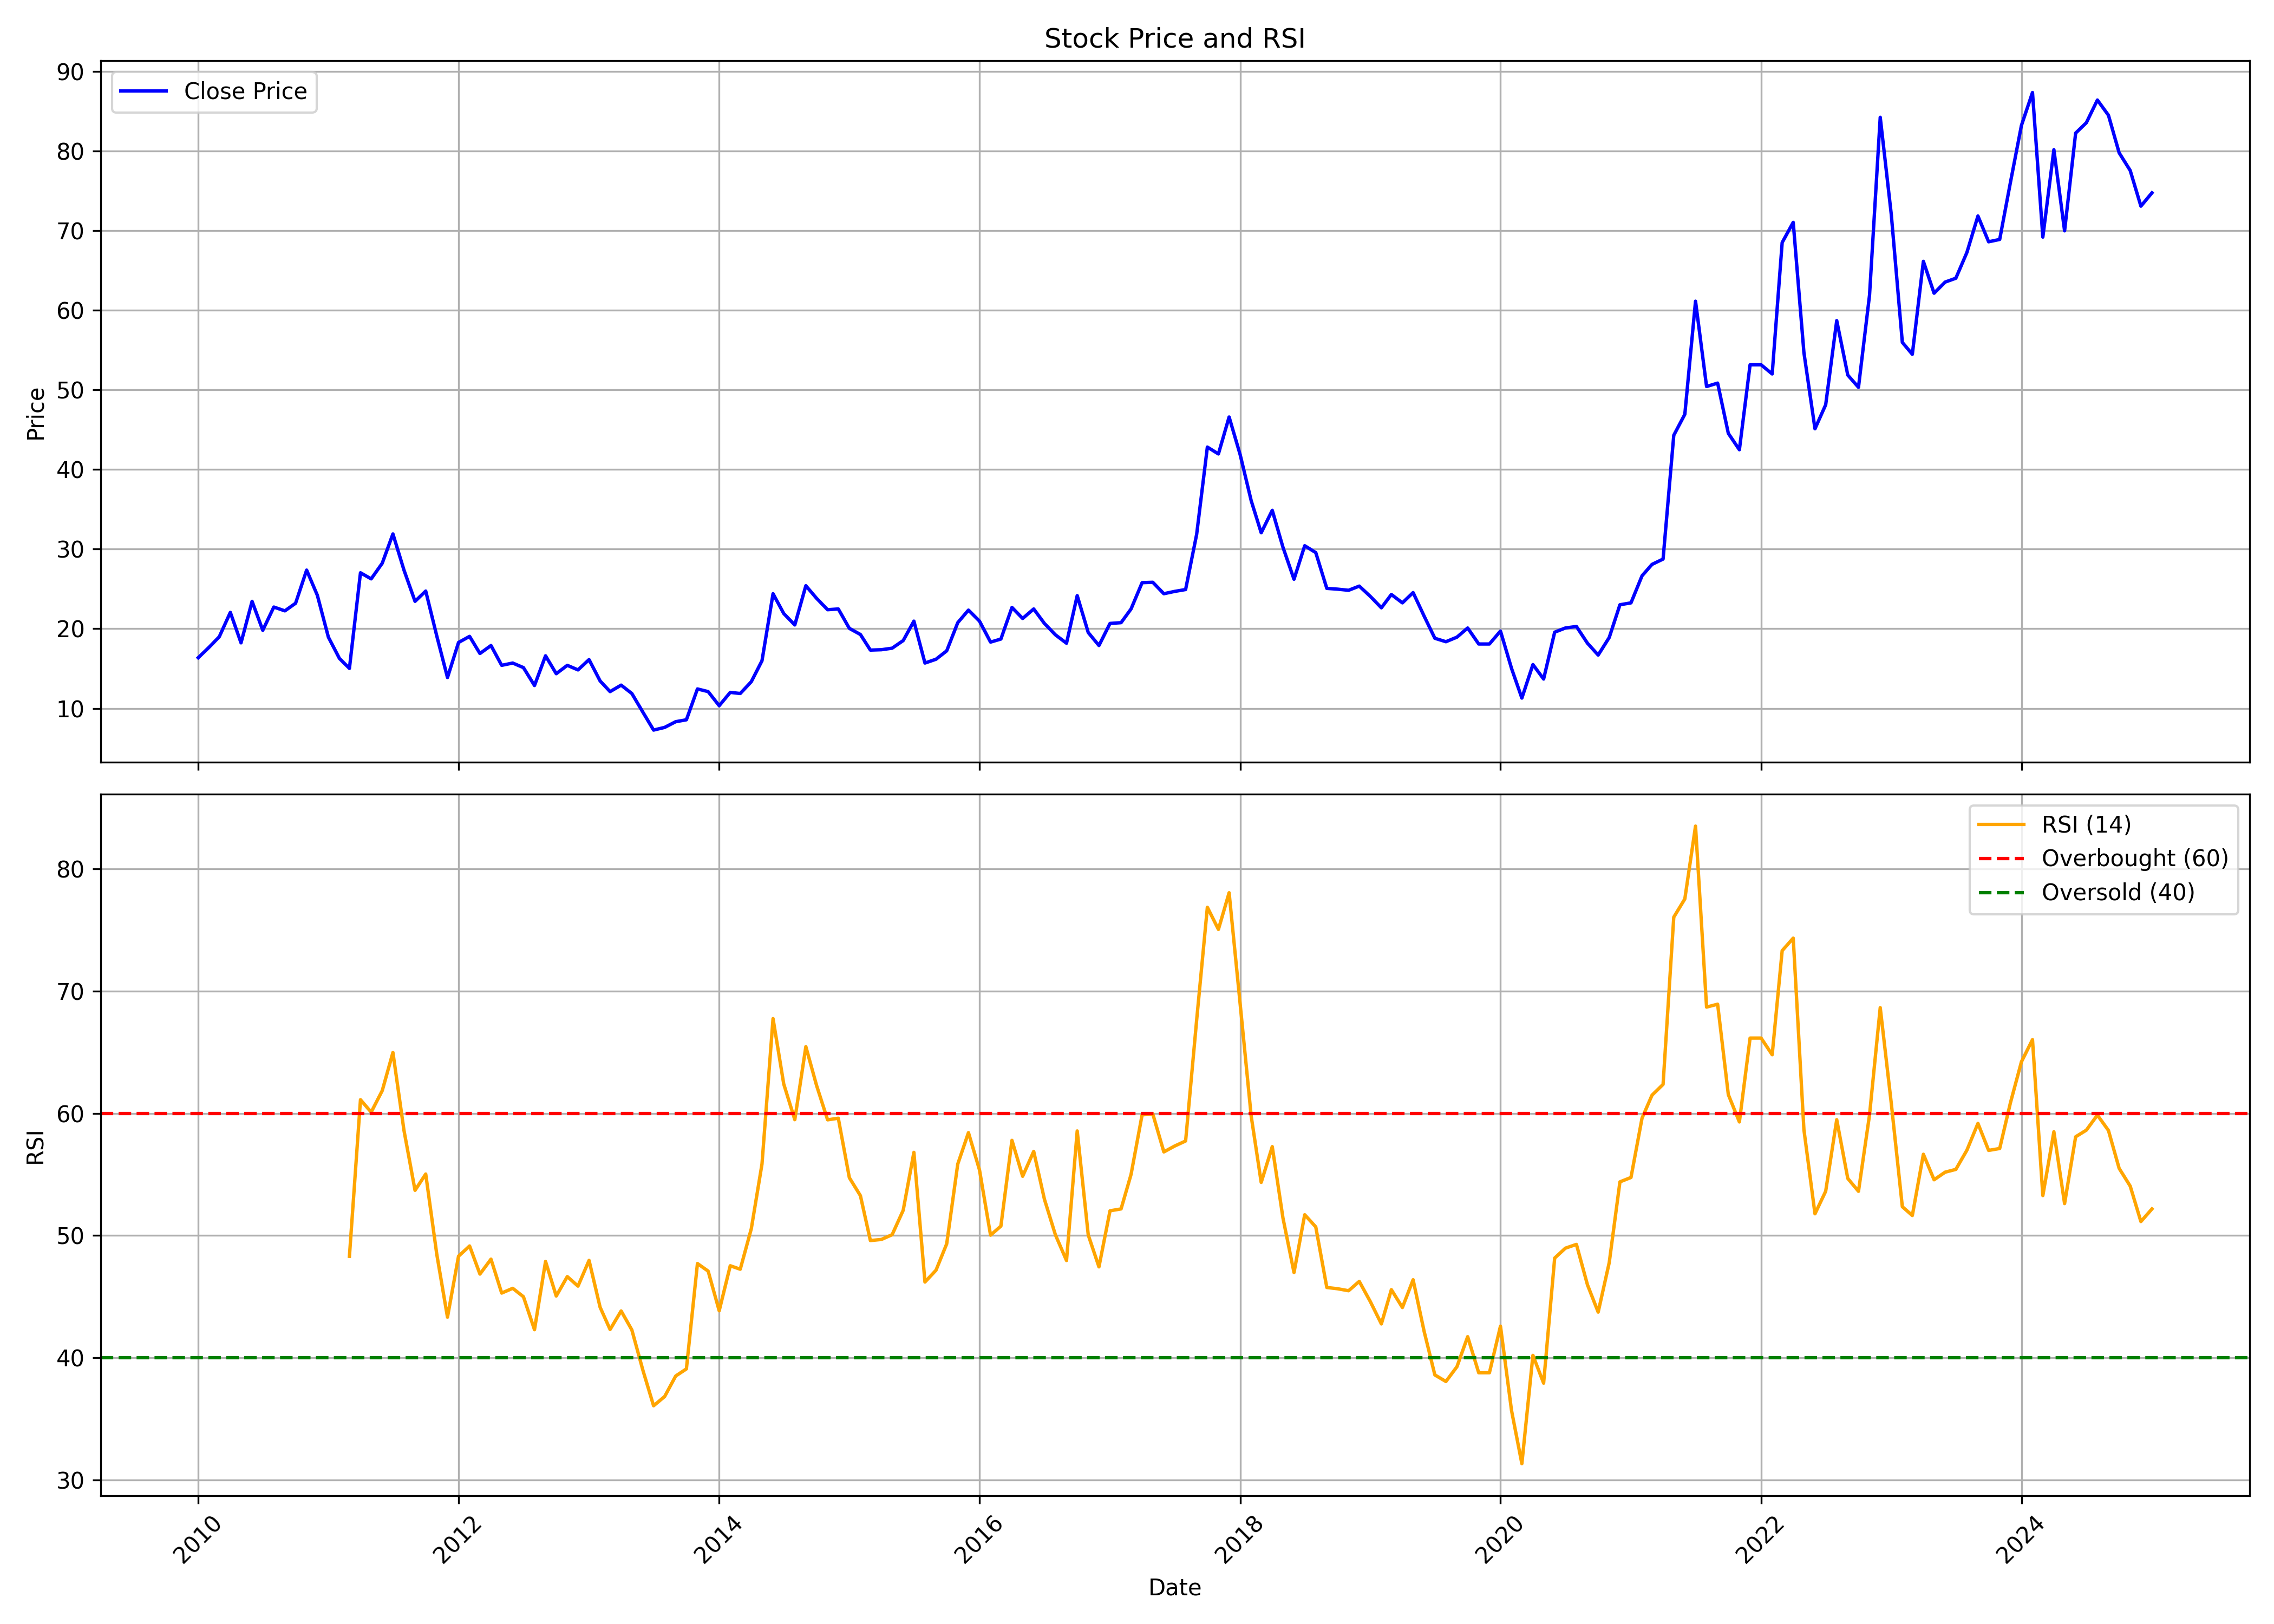 Stock Price and RSI
Close Price
Price
90
80
70
60
50
40
30
20
10
RSI (14)
Overbought (60)
Oversold (40)
RSI
80
70
60
50
40
30
2010
2012
2014
2016
2018
2020
2022
2024
Date